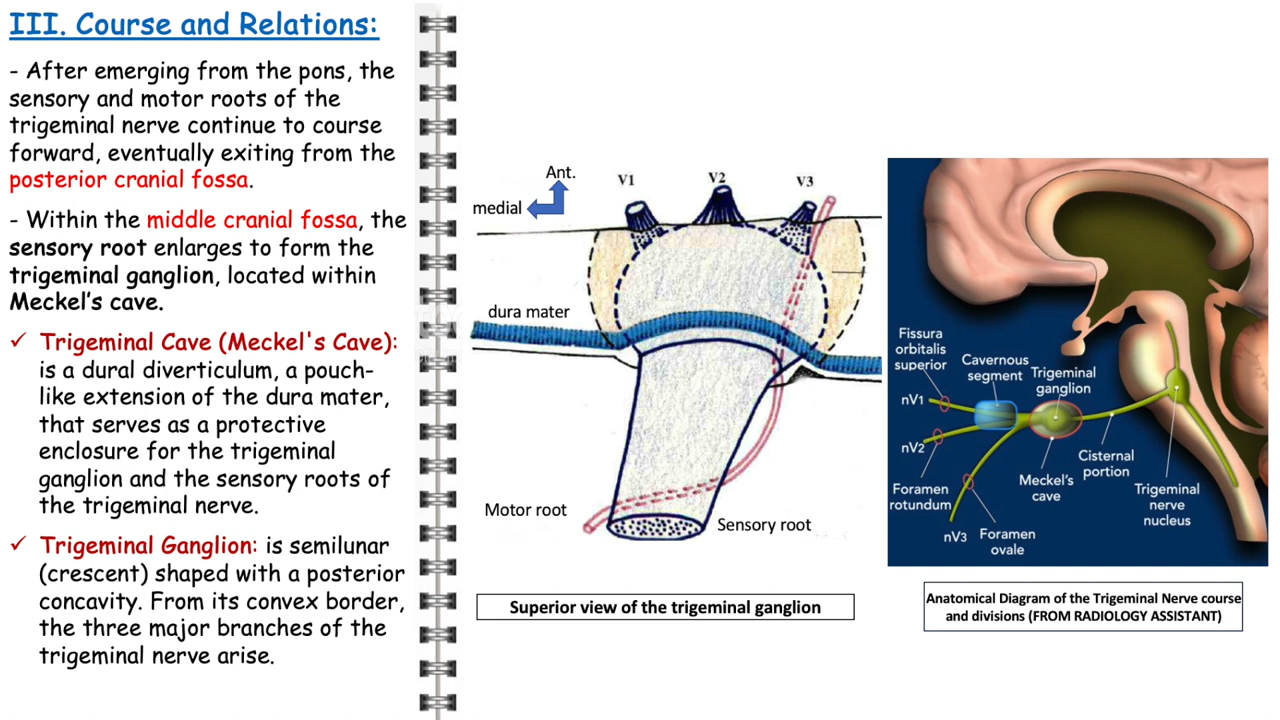 III. Course and Relations:
- After emerging from the pons, the
sensory and motor roots of the
trigeminal nerve continue to course
forward, eventually exiting from the
posterior cranial fossa.
- Within the middle cranial fossa, the
sensory root enlarges to form the
trigeminal ganglion, located within
Meckel’s cave.
✓ Trigeminal Cave (Meckel's Cave):
is a dural diverticulum, a pouch-
like extension of the dura mater,
that serves as a protective
enclosure for the trigeminal
ganglion and the sensory roots of
the trigeminal nerve.
✓ Trigeminal Ganglion: is semilunar
(crescent) shaped with a posterior
concavity. From its convex border,
the three major branches of the
trigeminal nerve arise.
Ant.
medial
V1
V2
V3
dura mater
Motor root
Sensory root
Superior view of the trigeminal ganglion
Fissura
orbitalis
superior
Cavernous
segment
Trigeminal
ganglion
nV1
nV2
Foramen
rotundum
nV3
Foramen
ovale
Meckel's
cave
Cisternal
portion
Trigeminal
nerve
nucleus
Anatomical Diagram of the Trigeminal Nerve course
and divisions (FROM RADIOLOGY ASSISTANT)